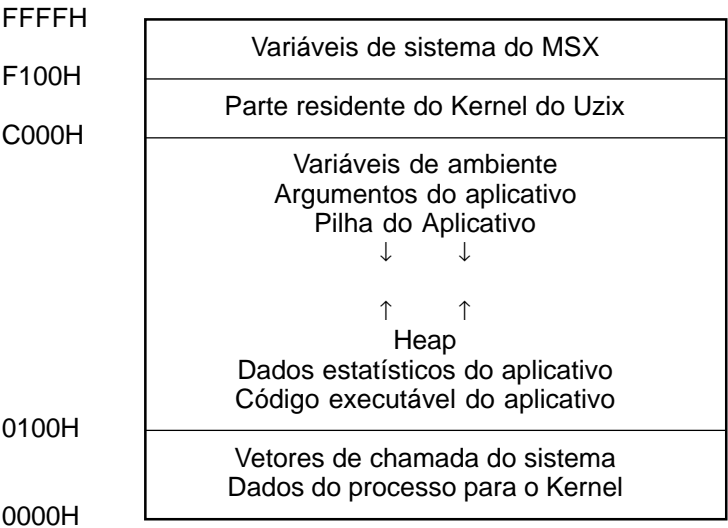 FFFFH
Variáveis de sistema do MSX
F100H
Parte residente do Kernel do Uzix
C000H
Variáveis de ambiente
Argumentos do aplicativo
Pilha do Aplicativo
↓ ↓
↑ ↑
Heap
Dados estatísticos do aplicativo
Código executável do aplicativo
0100H
Vetores de chamada do sistema
Dados do processo para o Kernel
0000H